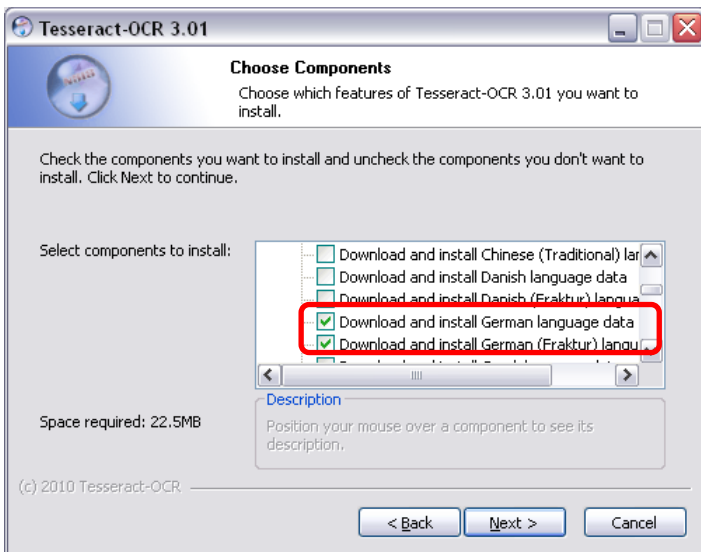 Tesseract-OCR 3.01
Choose Components
Choose which features of Tesseract-OCR 3.01 you want to
install.
Check the components you want to install and uncheck the components you don't want to
install. Click Next to continue.
Select components to install:
Download and install Chinese (Traditional) lan
Download and install Danish language data
Download and install Danish (Fraktur) langua
Download and install German language data
Download and install German (Fraktur) langu
Space required: 22.5MB
Description
Position your mouse over a component to see its
description.
(c) 2010 Tesseract-OCR
< Back
Next >
Cancel